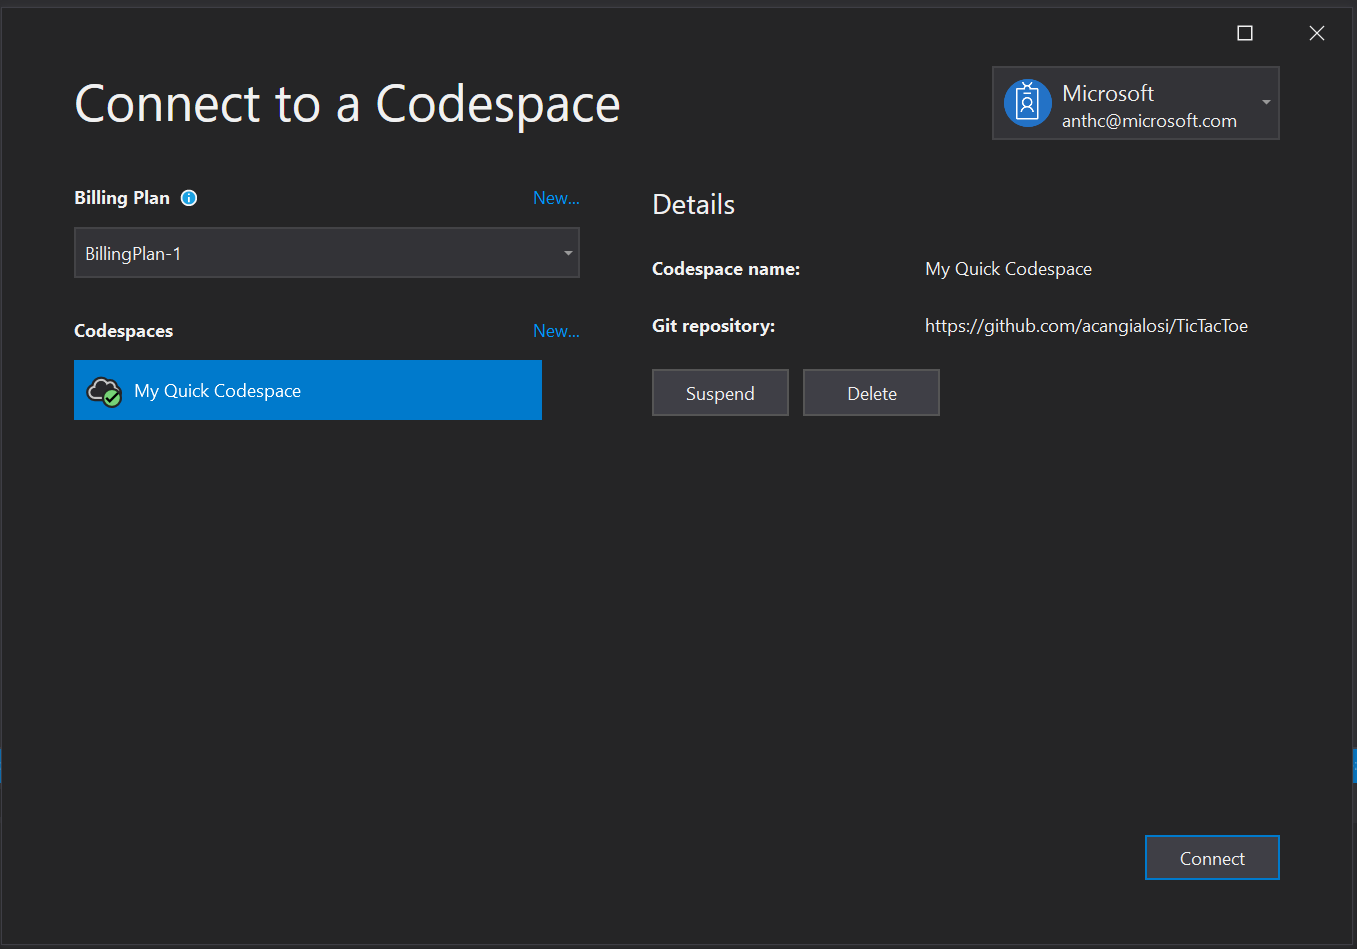 Connect to a Codespace
Microsoft
anthc@microsoft.com
Billing Plan
New...
BillingPlan-1
Codespaces
New...
My Quick Codespace
Details
Codespace name:
My Quick Codespace
Git repository:
https://github.com/acangialosi/TicTacToe
Suspend
Delete
Connect